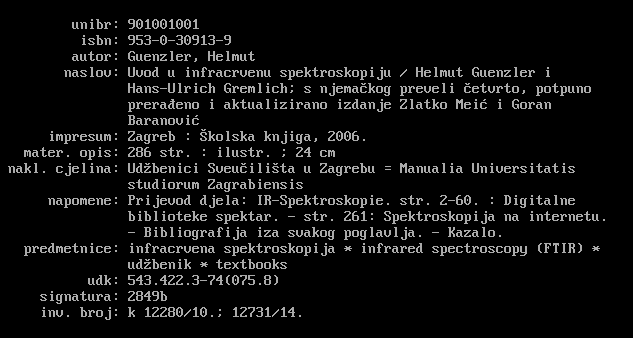 unibr: 901001001
isbn: 953-0-30913-9
autor: Guenzler, Helmut
naslov: Uvod u infracrvenu spektroskopiju / Helmut Guenzler i
Hans-Ulrich Gremlich; s njemačkog preveli četvrto, potpuno
prerađeno i aktualizirano izdanje Zlatko Meić i Goran
Baranović
impresum: Zagreb : Školska knjiga, 2006.
mater. opis: 286 str. : ilustr. ; 24 cm
nakl. cjelina: Udžbenici Sveučilišta u Zagrebu = Manualia Universitatis
studiorum Zagrabiensis
napomene: Prijevod djela: IR-Spektroskopie. str. 2-60. : Digitalne
biblioteke spektar. - str. 261: Spektroskopija na internetu.
- Bibliografija iza svakog poglavlja. - Kazalo.
predmetnice: infracrvena spektroskopija * infrared spectroscopy (FTIR) *
udžbenik * textbooks
udk: 543.422.3-74(075.8)
signatura: 2849b
inv. broj: k 12280/10.; 12731/14.